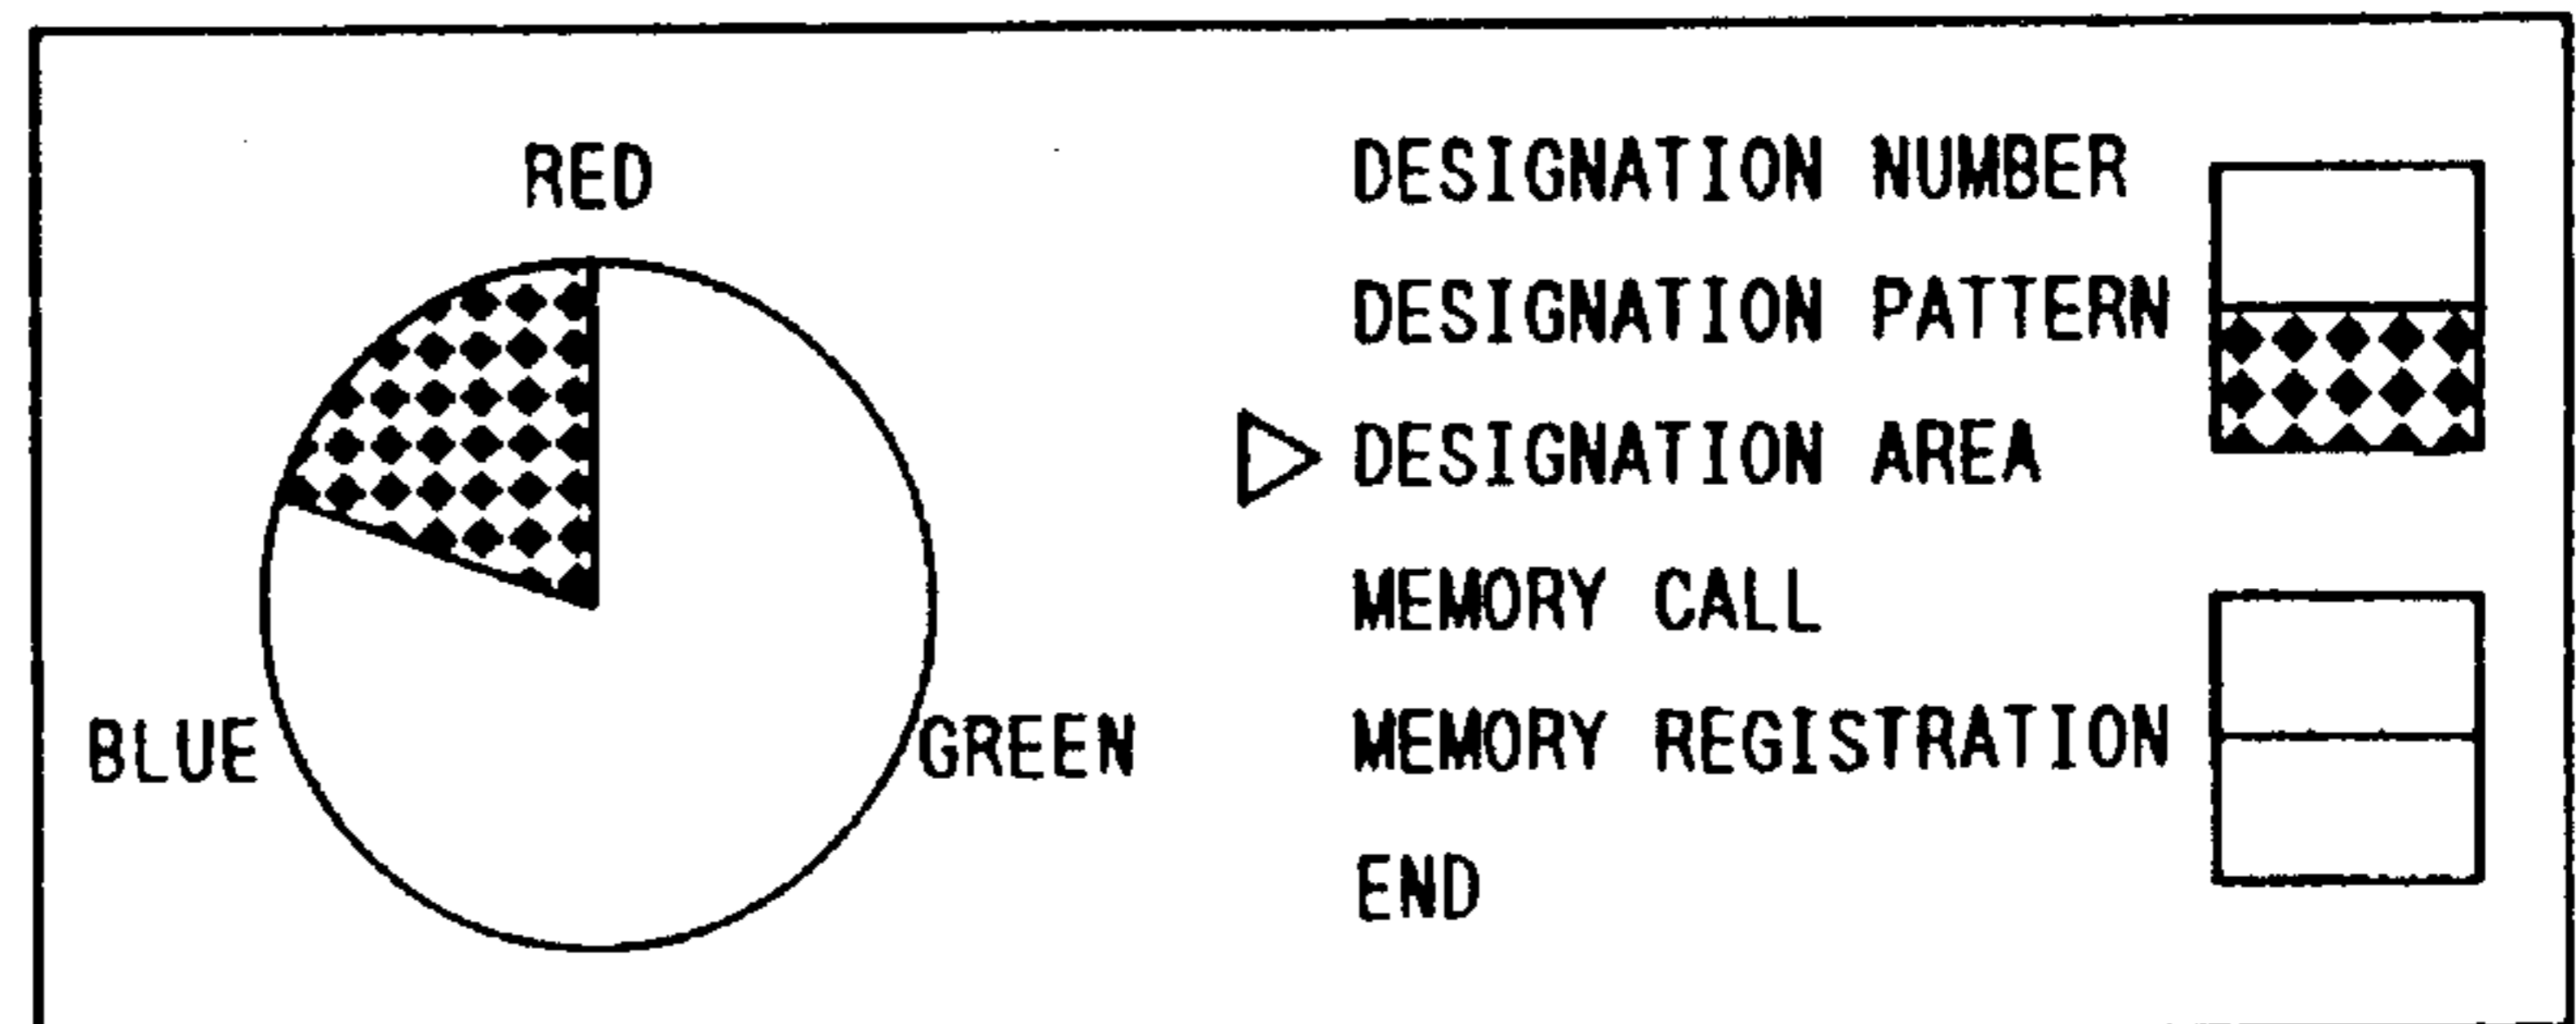 RED
BLUE
GREEN
DESIGNATION NUMBER
DESIGNATION PATTERN
DESIGNATION AREA
MEMORY CALL
MEMORY REGISTRATION
END